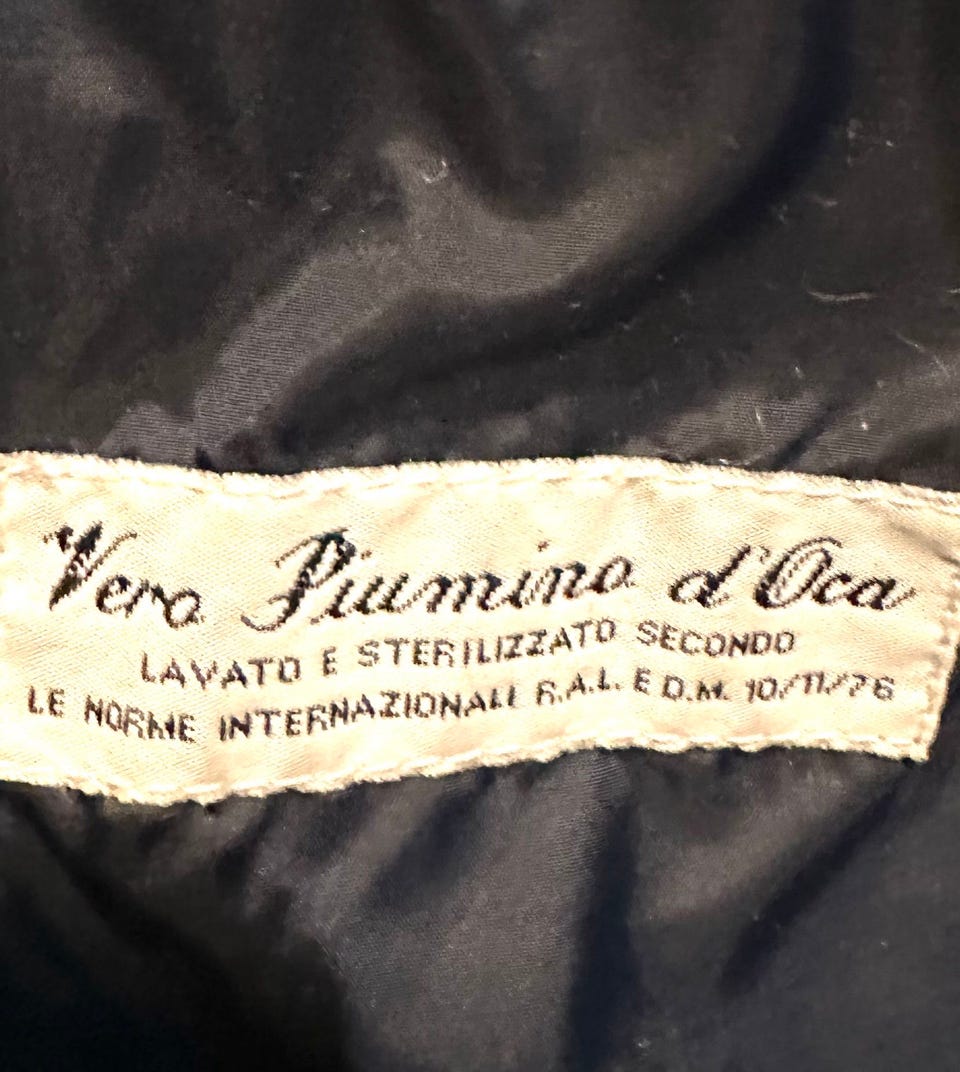 Vero Piumino d'Oca
LAVATO E STERILIZZATO SECONDO
LE NORME INTERNAZIONALI R.A.L. E D.M. 10/11/76